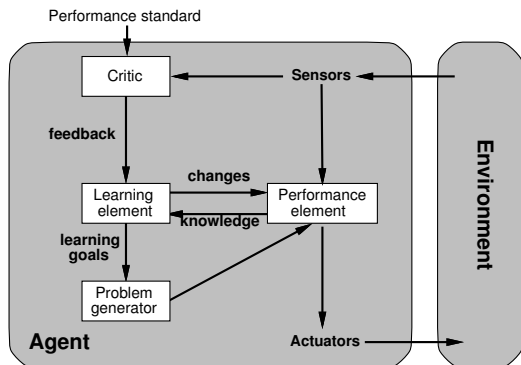 Performance standard
Critic
Sensors
feedback
changes
Learning
element
Performance
element
knowledge
learning
goals
Problem
generator
Agent
Actuators
Environment